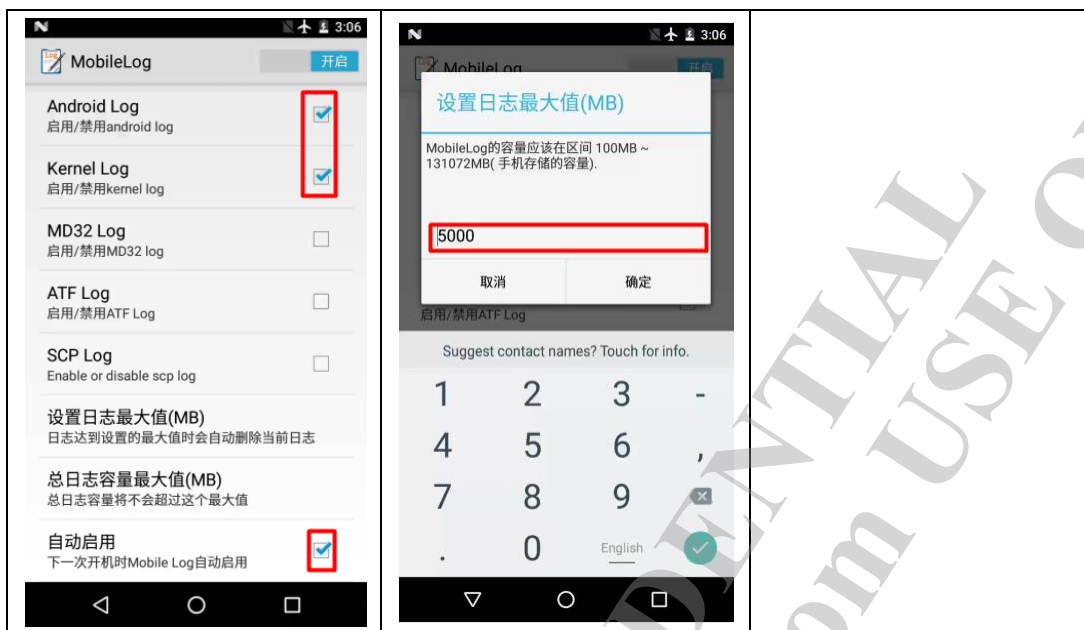 3:06
MobileLog
开启
Android Log
启用/禁用android log
Kernel Log
启用/禁用kernel log
MD32 Log
启用/禁用MD32 log
ATF Log
启用/禁用ATF Log
SCP Log
Enable or disable scp log
设置日志最大值(MB)
日志达到设置的最大值时会自动删除当前日志
总日志容量最大值(MB)
总日志容量将不会超过这个最大值
自动启用
下一次开机时Mobile Log自动启用
3:06
MobileLog
开启
设置日志最大值(MB)
MobileLog的容量应该在区间 100MB ~
131072MB( 手机存储的容量).
5000
取消
确定
启用/禁用ATF Log
Suggest contact names? Touch for info.
1 2 3 -
4 5 6 ,
7 8 9
. 0 English
DENTIAL
om USE O